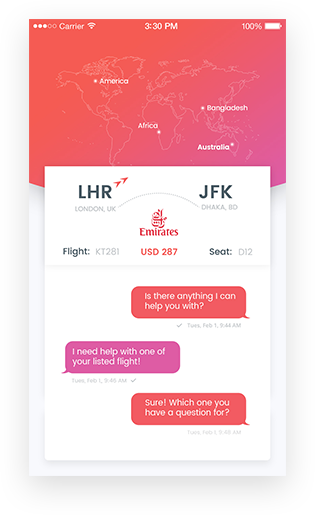 Carrier 3:30 PM 100%
America
Bangladesh
Africa
Australia
LHR JFK
LONDON, UK DHAKA, BD
Emirates
Flight: KT281 USD 287 Seat: D12
Is there anything I can
help you with?
Tues, Feb 1, 9:44 AM
I need help with one of
your listed flight!
Tues, Feb 1, 9:46 AM
Sure! Which one you
have a question for?
Tues, Feb 1, 9:48 AM